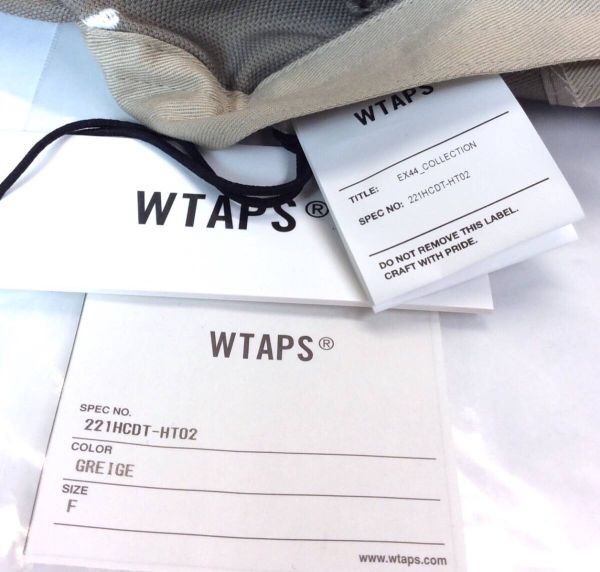 WTAPS
TITLE: EX44_COLLECTION
SPEC NO: 221HCDT-HT02
DO NOT REMOVE THIS LABEL.
CRAFT WITH PRIDE.
WTAPS®
WTAPS®
SPEC NO.
221HCDT-HT02
COLOR
GREIGE
SIZE
F
www.wtaps.com